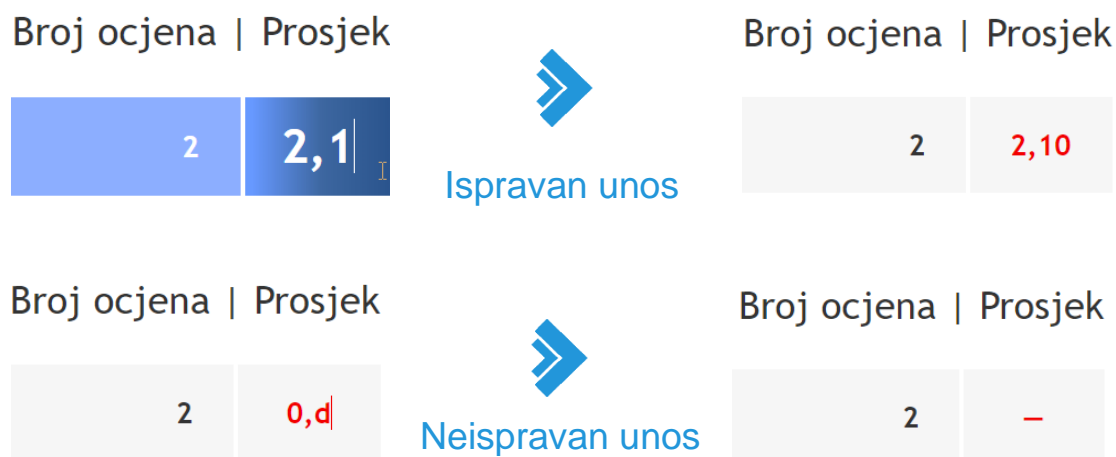 Broj ocjena | Prosjek
2 2,1
Ispravan unos
Broj ocjena | Prosjek
2 2,10
Broj ocjena | Prosjek
2 0,d
Neispravan unos
Broj ocjena | Prosjek
2 —